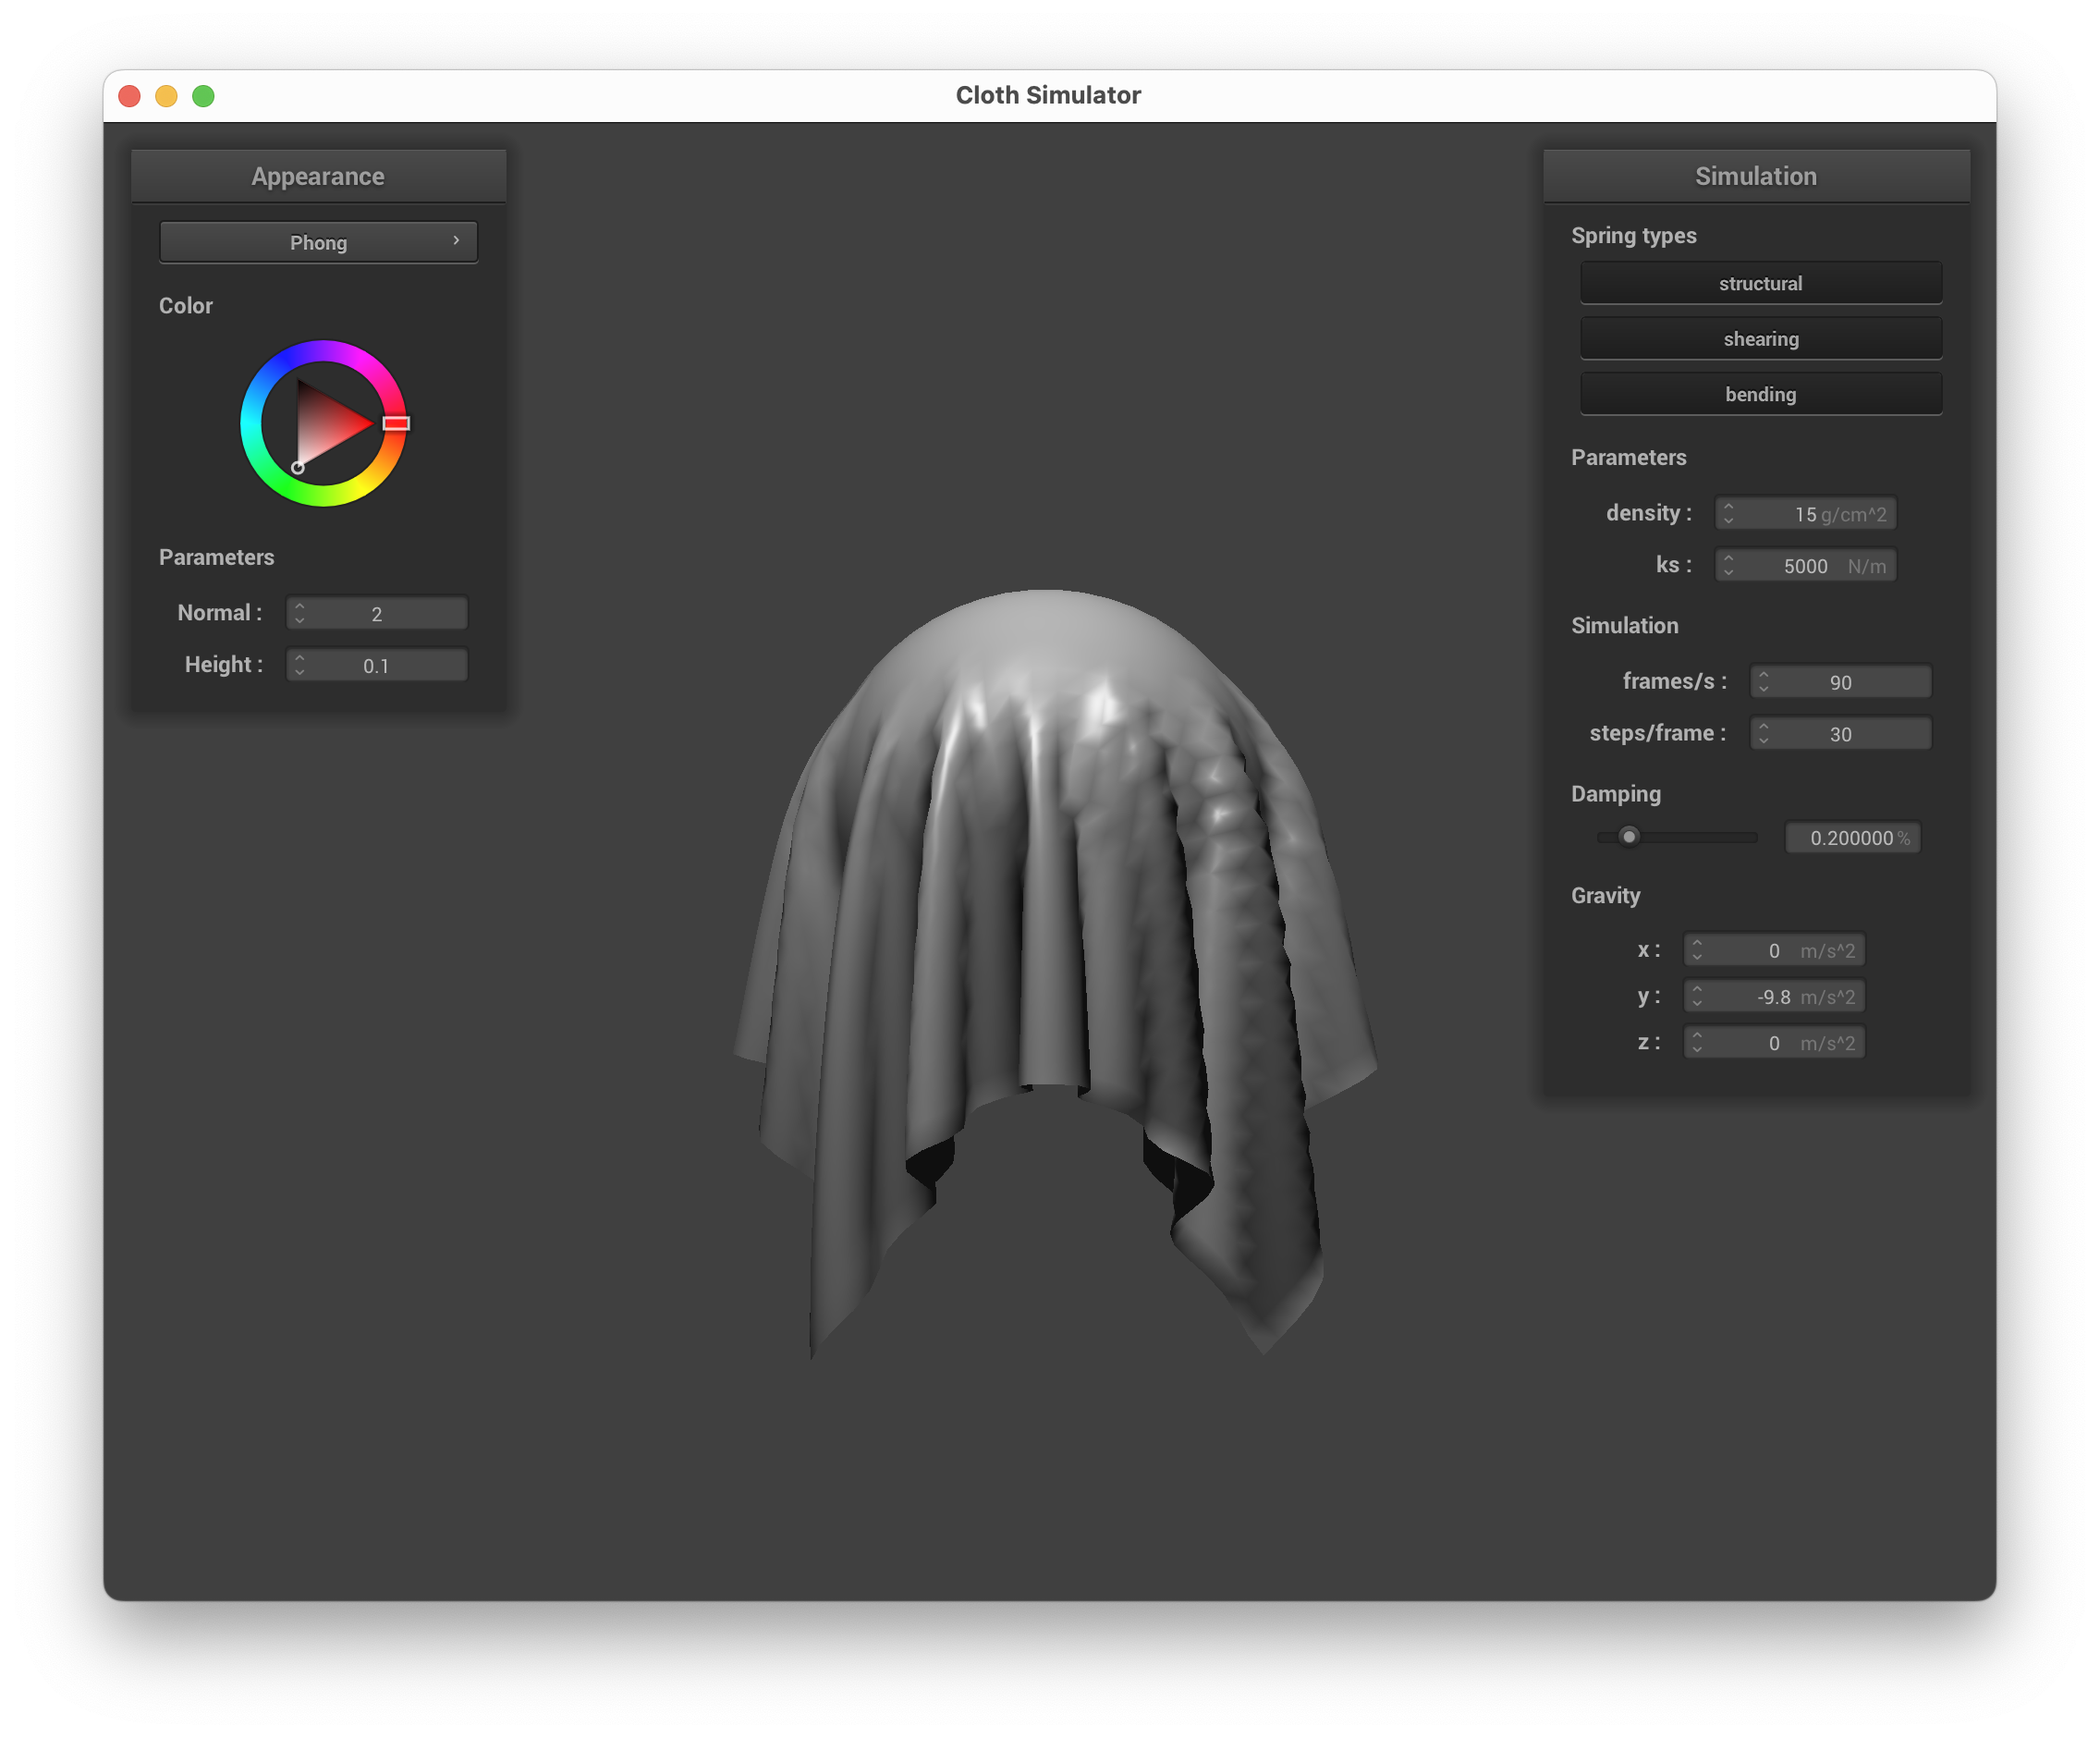 Cloth Simulator
Appearance
Phong
Color
Parameters
Normal : 2
Height : 0.1
Simulation
Spring types
structural
shearing
bending
Parameters
density : 15 g/cm^2
ks : 5000 N/m
Simulation
frames/s : 90
steps/frame : 30
Damping
0.200000 %
Gravity
x : 0 m/s^2
y : -9.8 m/s^2
z : 0 m/s^2